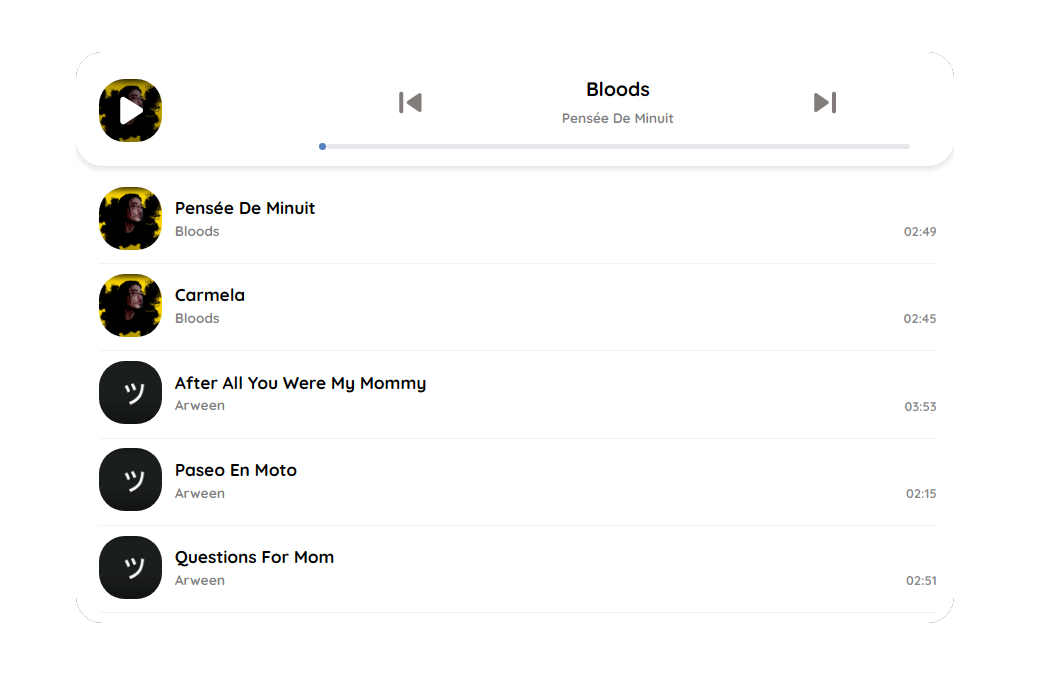 Bloods
Pensée De Minuit
Pensée De Minuit
Bloods
02:49
Carmela
Bloods
02:45
After All You Were My Mommy
Arween
03:53
ツ
Paseo En Moto
Arween
02:15
ツ
Questions For Mom
Arween
02:51
ツ